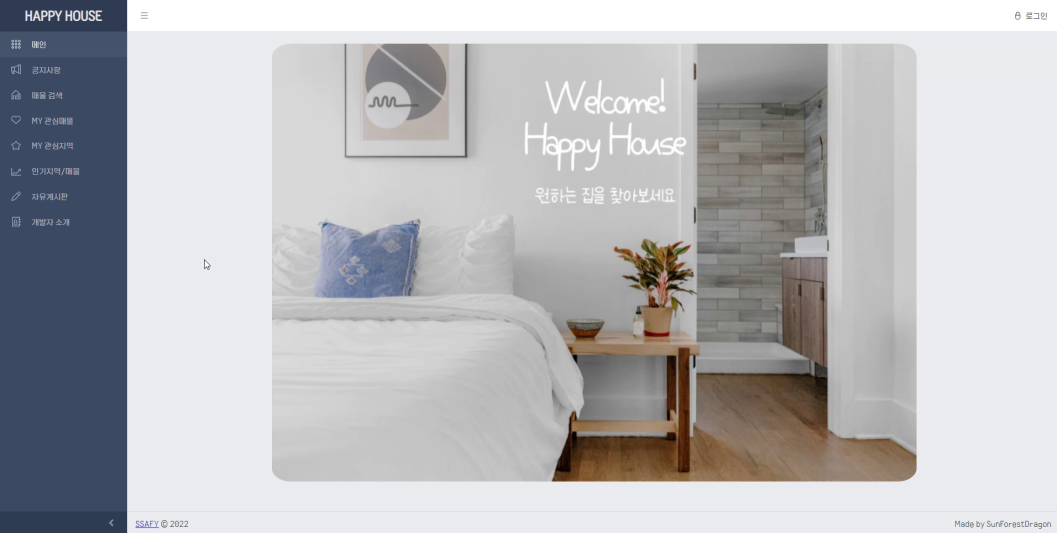 HAPPY HOUSE
로그인
메인
공지사항
매물 검색
MY 관심매물
MY 관심지역
인기지역/매물
자유게시판
개발자 소개
Welcome!
Happy House
원하는 집을 찾아보세요
SSAFY © 2022
Made by SunForestDragon